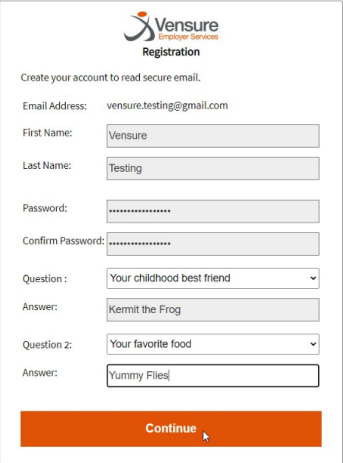 Vensure
Employer Services
Registration
Create your account to read secure email.
Email Address: vensure.testing@gmail.com
First Name: Vensure
Last Name: Testing
Password: •••••••••••••••••
Confirm Password: •••••••••••••••••
Question : Your childhood best friend
Answer: Kermit the Frog
Question 2: Your favorite food
Answer: Yummy Flies
Continue